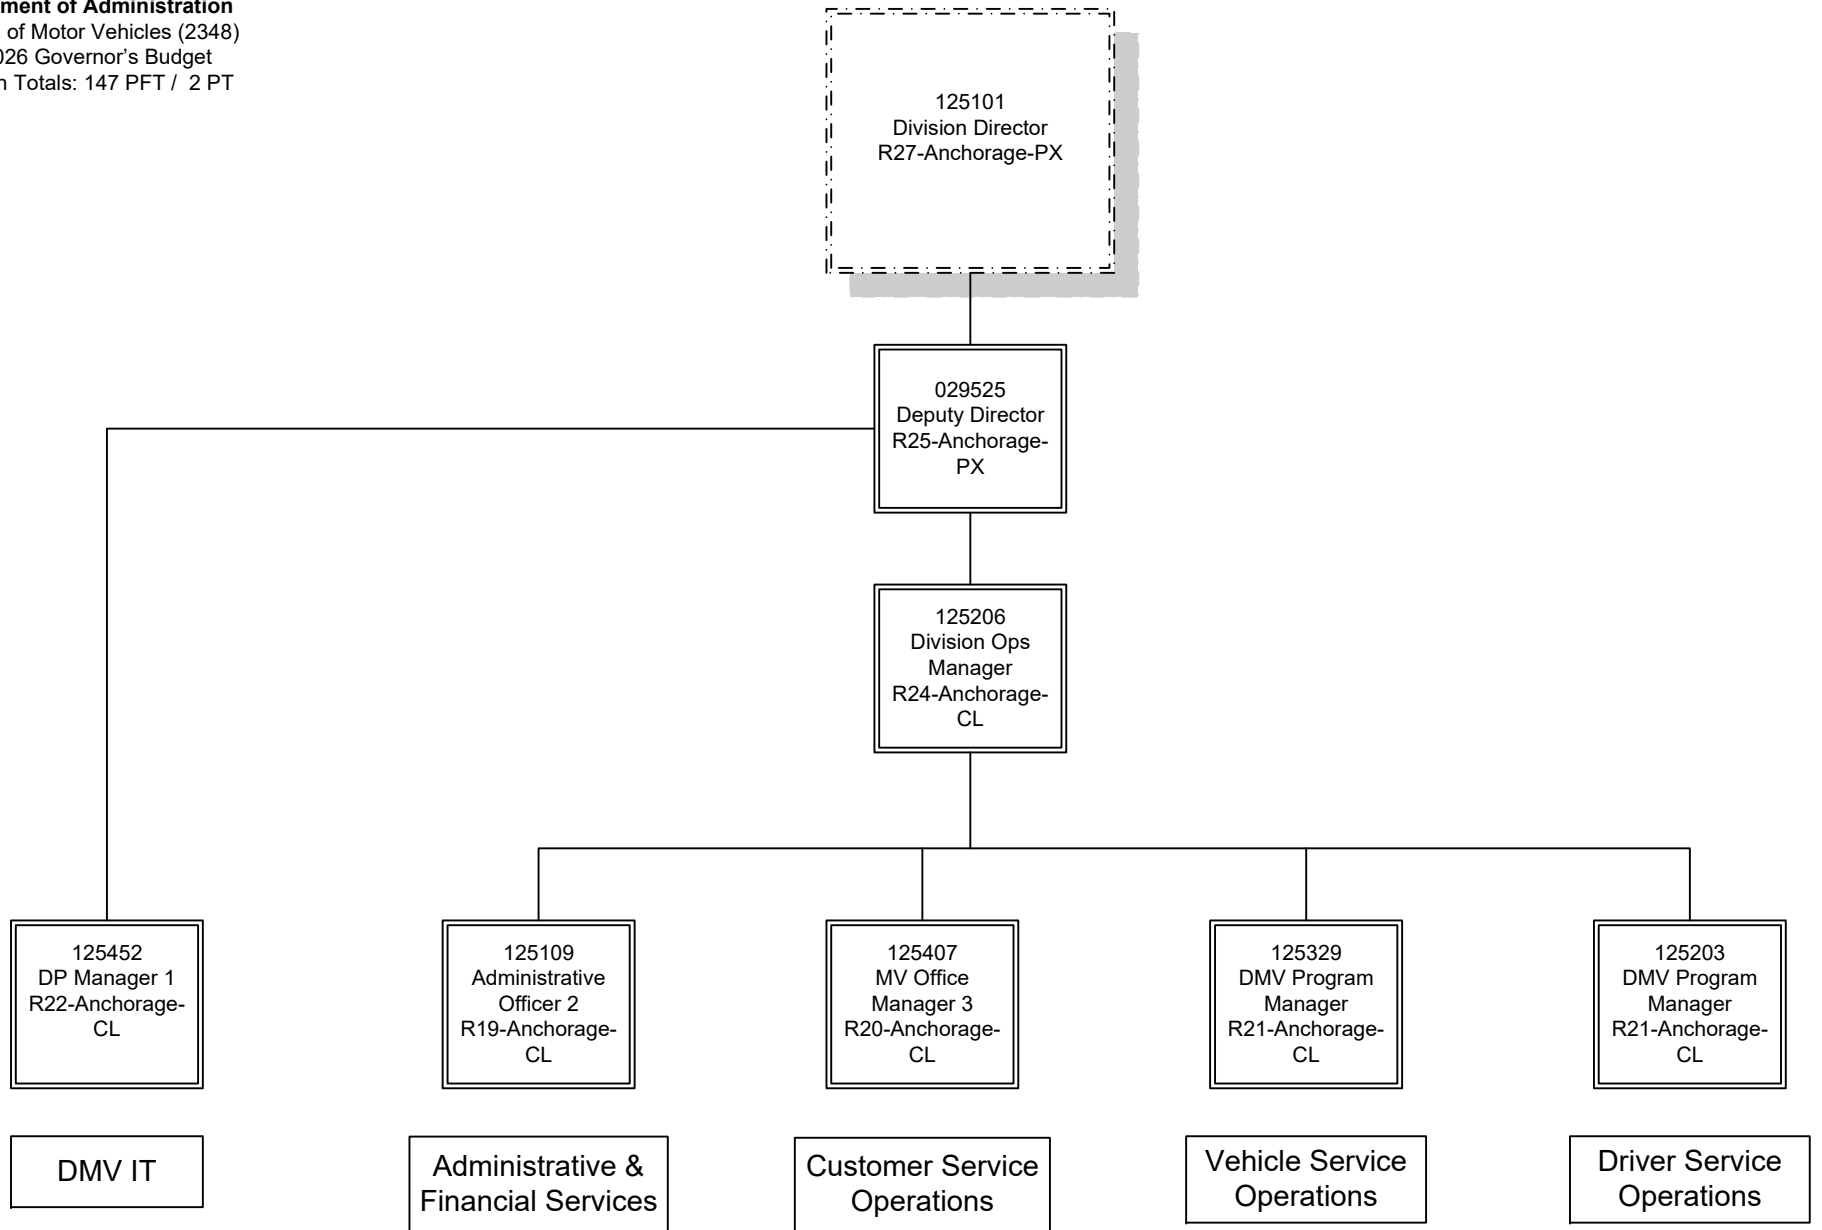 ment of Administration
of Motor Vehicles (2348)
026 Governor’s Budget
n Totals: 147 PFT / 2 PT
125101
Division Director
R27-Anchorage-PX
029525
Deputy Director
R25-Anchorage-
PX
125206
Division Ops
Manager
R24-Anchorage-
CL
125452
DP Manager 1
R22-Anchorage-
CL
125109
Administrative
Officer 2
R19-Anchorage-
CL
125407
MV Office
Manager 3
R20-Anchorage-
CL
125329
DMV Program
Manager
R21-Anchorage-
CL
125203
DMV Program
Manager
R21-Anchorage-
CL
DMV IT
Administrative &
Financial Services
Customer Service
Operations
Vehicle Service
Operations
Driver Service
Operations